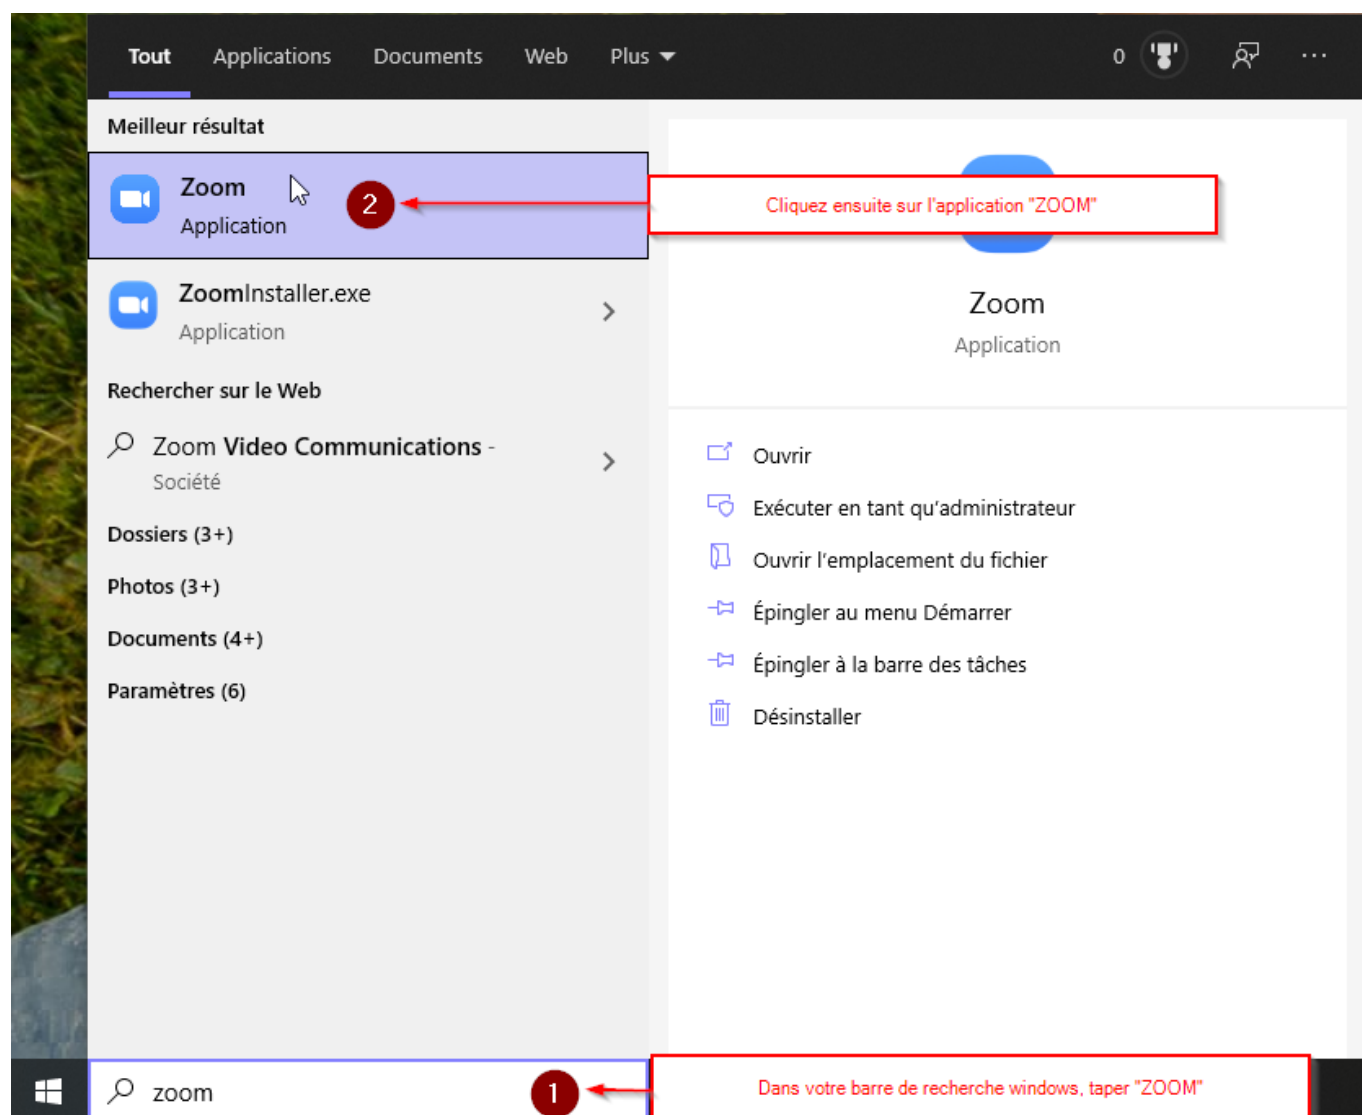 Tout Applications Documents Web Plus 0 ...
Meilleur résultat
Zoom
Application
2
Cliquez ensuite sur l'application "ZOOM"
ZoomInstaller.exe
Application
Zoom
Application
Rechercher sur le Web
Zoom Video Communications -
Société
Dossiers (3+)
Photos (3+)
Documents (4+)
Paramètres (6)
Ouvrir
Exécuter en tant qu’administrateur
Ouvrir l’emplacement du fichier
Épingler au menu Démarrer
Épingler à la barre des tâches
Désinstaller
zoom
1
Dans votre barre de recherche windows, taper "ZOOM"